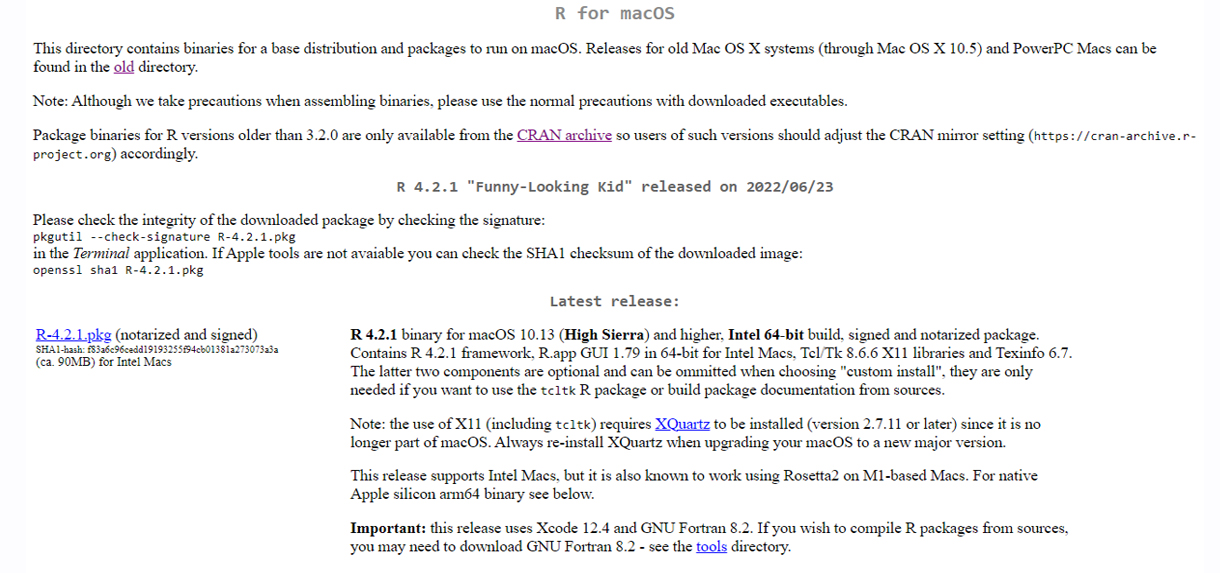 R for macOS
This directory contains binaries for a base distribution and packages to run on macOS. Releases for old Mac OS X systems (through Mac OS X 10.5) and PowerPC Macs can be
found in the old directory.
Note: Although we take precautions when assembling binaries, please use the normal precautions with downloaded executables.
Package binaries for R versions older than 3.2.0 are only available from the CRAN archive so users of such versions should adjust the CRAN mirror setting (https://cran-archive.r-
project.org) accordingly.
R 4.2.1 "Funny-Looking Kid" released on 2022/06/23
Please check the integrity of the downloaded package by checking the signature:
pkgutil --check-signature R-4.2.1.pkg
in the Terminal application. If Apple tools are not avaiable you can check the SHA1 checksum of the downloaded image:
openssl sha1 R-4.2.1.pkg
Latest release:
R-4.2.1.pkg (notarized and signed)
SHA1-hash: f83a6c96cedd19193255f94cb01381a273073a3a
(ca. 90MB) for Intel Macs
R 4.2.1 binary for macOS 10.13 (High Sierra) and higher, Intel 64-bit build, signed and notarized package.
Contains R 4.2.1 framework, R.app GUI 1.79 in 64-bit for Intel Macs, Tcl/Tk 8.6.6 X11 libraries and Texinfo 6.7.
The latter two components are optional and can be ommitted when choosing "custom install", they are only
needed if you want to use the tcltk R package or build package documentation from sources.
Note: the use of X11 (including tcltk) requires XQuartz to be installed (version 2.7.11 or later) since it is no
longer part of macOS. Always re-install XQuartz when upgrading your macOS to a new major version.
This release supports Intel Macs, but it is also known to work using Rosetta2 on M1-based Macs. For native
Apple silicon arm64 binary see below.
Important: this release uses Xcode 12.4 and GNU Fortran 8.2. If you wish to compile R packages from sources,
you may need to download GNU Fortran 8.2 - see the tools directory.